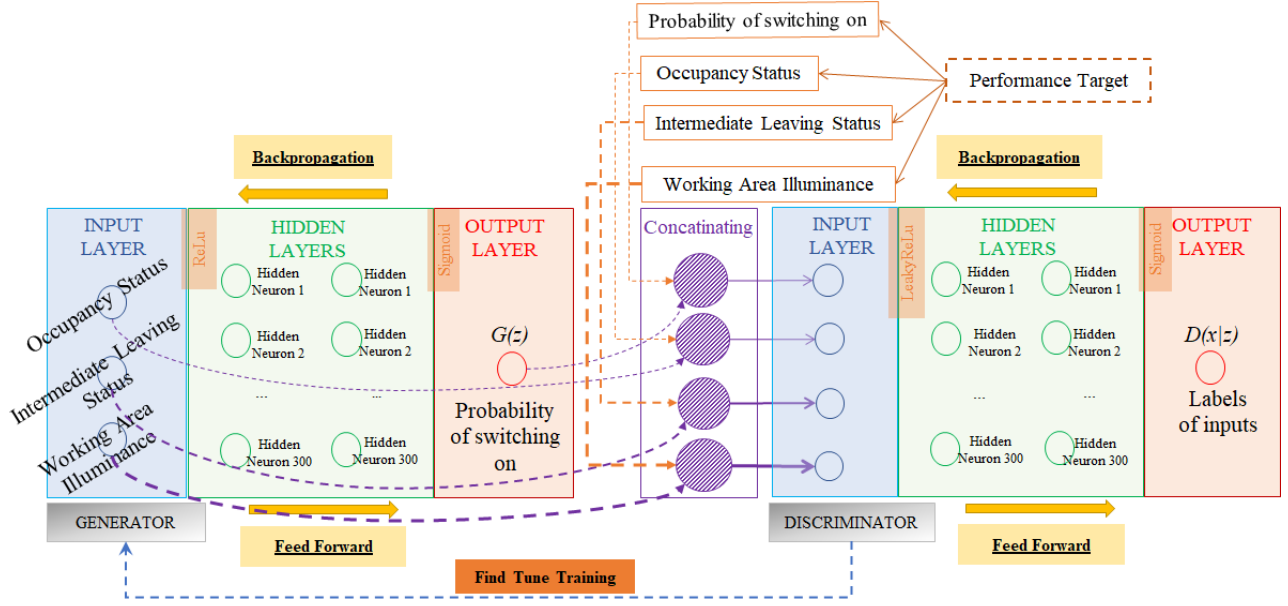 Probability of switching on
Occupancy Status
Performance Target
Intermediate Leaving Status
Working Area Illuminance
Backpropagation
Backpropagation
INPUT
LAYER
ReLu
HIDDEN
LAYERS
Sigmoid
OUTPUT
LAYER
Concatinating
INPUT
LAYER
LeakyReLu
HIDDEN
LAYERS
Sigmoid
OUTPUT
LAYER
Occupancy Status
Intermediate Leaving
Status
Working Area
Illuminance
Hidden
Neuron 1
Hidden
Neuron 1
Hidden
Neuron 2
Hidden
Neuron 2
...
...
Hidden
Neuron 300
Hidden
Neuron 300
G(z)
Probability
of switching
on
Hidden
Neuron 1
Hidden
Neuron 1
Hidden
Neuron 2
Hidden
Neuron 2
...
...
Hidden
Neuron 300
Hidden
Neuron 300
D(x|z)
Labels
of inputs
GENERATOR
Feed Forward
DISCRIMINATOR
Feed Forward
Find Tune Training